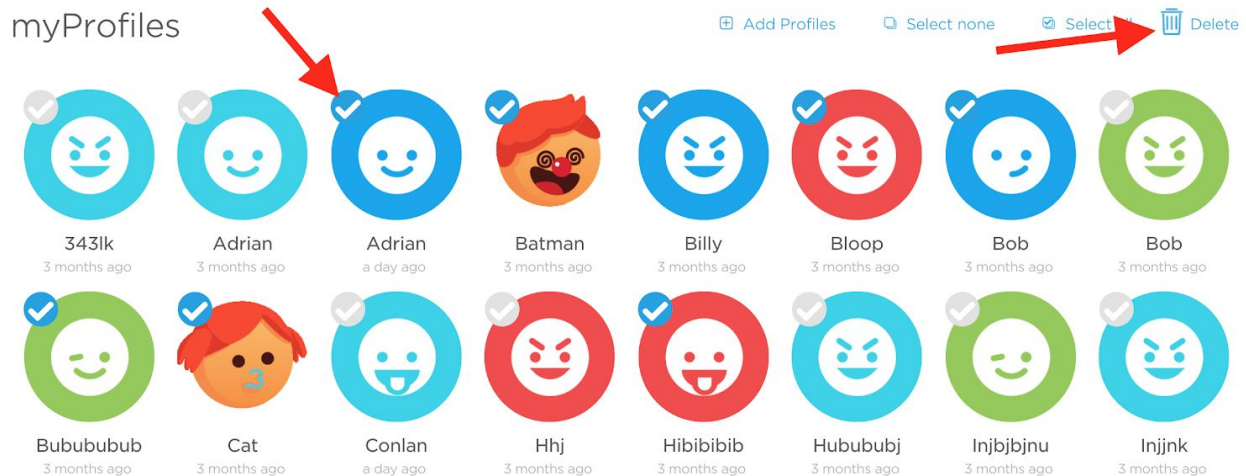 myProfiles
Add Profiles Select none Select all Delete
343lk Adrian Adrian Batman Billy Bloop Bob Bob
3 months ago 3 months ago a day ago 3 months ago 3 months ago 3 months ago 3 months ago 3 months ago
Bubububub Cat Conlan Hhj Hibibibib Hubububj Injbjbjnu Injjnk
3 months ago 3 months ago a day ago 3 months ago 3 months ago 3 months ago 3 months ago 3 months ago